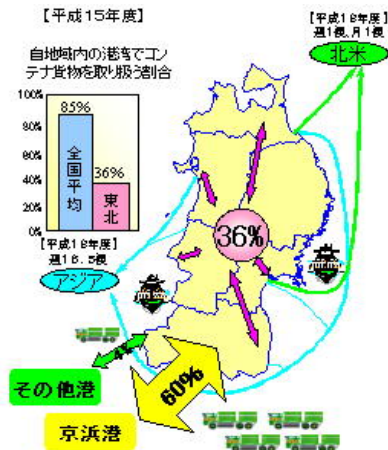 【平成15年度】
自地域内の港湾でコン
テナ貨物を取り扱う割合
100%
80%
60%
40%
20%
0%
85%
全国平均
36%
東北
【平成18年度】
週1便、月1便
北米
36%
【平成18年度】
週16.5便
アジア
4%
その他港
60%
京浜港